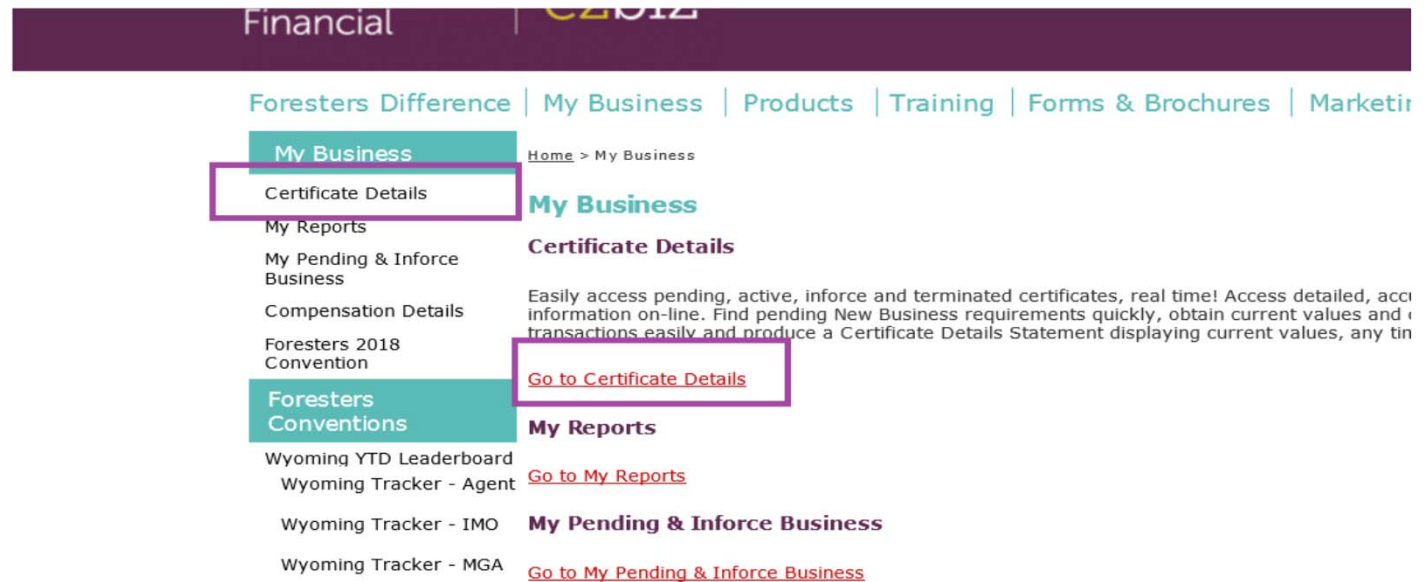 Financial
ezbiz
Foresters Difference | My Business | Products | Training | Forms & Brochures |
My Business
Certificate Details
My Reports
My Pending & Inforce
Business
Compensation Details
Foresters 2018
Convention
Foresters
Conventions
Wyoming YTD Leaderboard
Wyoming Tracker - Agent
Wyoming Tracker - IMO
Wyoming Tracker - MGA
Home > My Business
My Business
Certificate Details
Easily access pending, active, inforce and terminated certificates, real time! Access detailed,
information on-line. Find pending New Business requirements quickly, obtain current values and
transactions easily and produce a Certificate Details Statement displaying current values, any
Go to Certificate Details
My Reports
Go to My Reports
My Pending & Inforce Business
Go to My Pending & Inforce Business